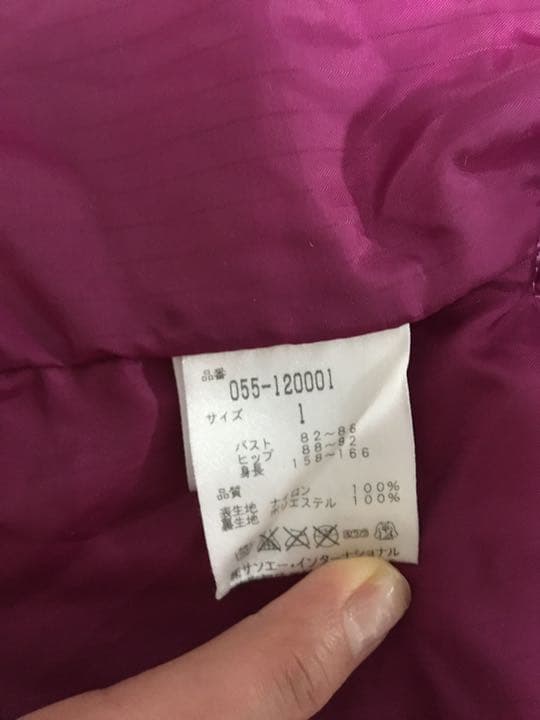 品番
055-120001
サイズ 1
バスト 82~86
ヒップ 88~92
身長 158~166
品質
表生地 ナイロン 100%
裏生地 ポリエステル 100%
㈱サンエー・インターナショナル